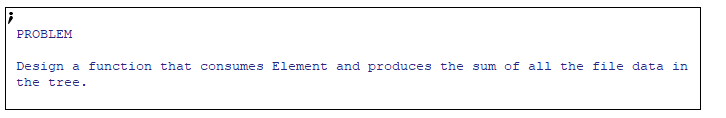 ;
PROBLEM
Design a function that consumes Element and produces the sum of all the file data in
the tree.